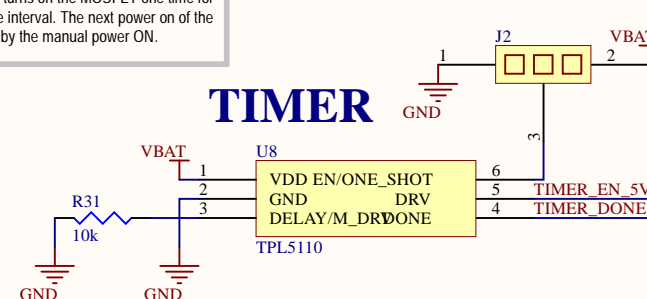 turns on the MOSFET one time for
e interval. The next power on of the
by the manual power ON.
J2
VBAT
1
2
GND
3
TIMER
VBAT
U8
1
VDD EN/ONE_SHOT
6
2
GND
DRV
5
TIMER_EN_5V
3
DELAY/M_DRV
DONE
4
TIMER_DONE
R31
10k
TPL5110
GND
GND